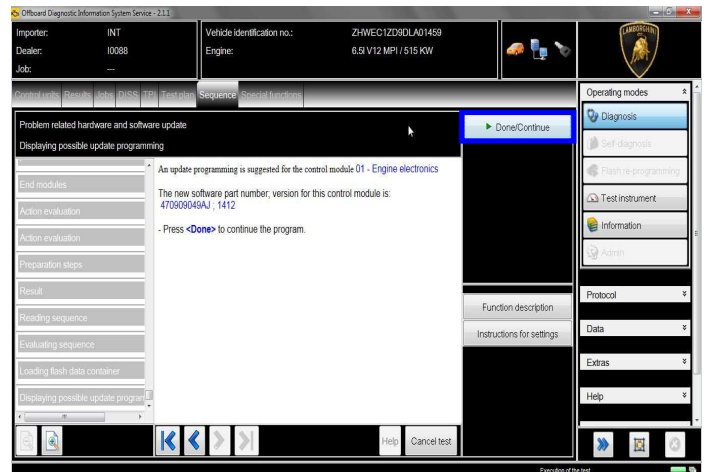 Offboard Diagnostic Information System Service - 2.1.1
Importer: INT
Dealer: I0088
Job: ---
Vehicle identification no.: ZHWEC1ZD9DLA01459
Engine: 6.5l V12 MPI / 515 KW
LAMBORGHINI
Control units Results Jobs DISS TPI Test plan Sequence Special functions
Problem related hardware and software update
Displaying possible update programming
End modules
Action evaluation
Action evaluation
Preparation steps
Result
Reading sequence
Evaluating sequence
Loading flash data container
Displaying possible update program
An update programming is suggested for the control module 01 - Engine electronics
The new software part number; version for this control module is:
470909049AJ ; 1412
- Press <Done> to continue the program.
Done/Continue
Function description
Instructions for settings
Help Cancel test
Operating modes
Diagnosis
Self-diagnosis
Flash re-programming
Test instrument
Information
Admin
Protocol
Data
Extras
Help
Execution of the test